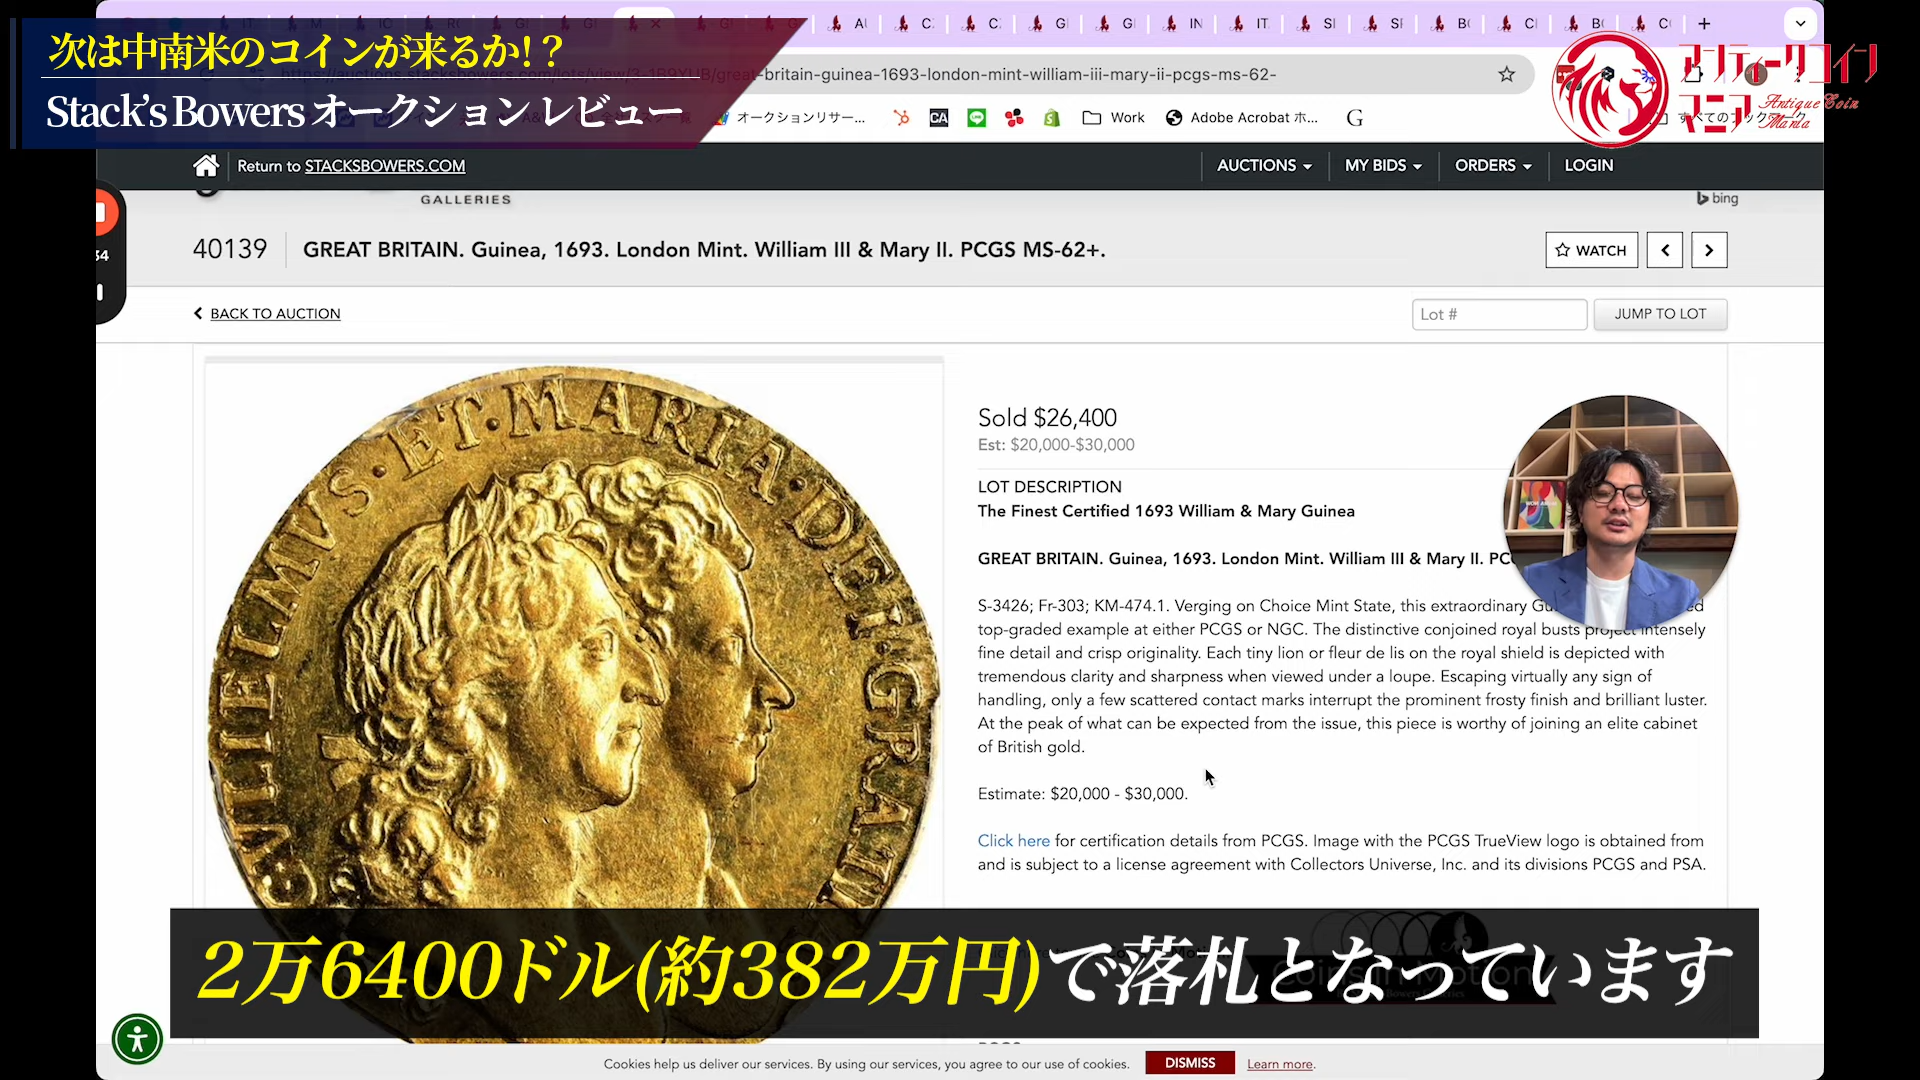 次は中南米のコインが来るか!？
Stack's Bowers オークション レビュー
アンティークコイン
マニア Antique Coin
Mania
britain-guinea-1693-london-mint-william-iii-mary-ii-pcgs-ms-62-
オークションリサー...
CA
Work
Adobe Acrobat ホ...
G
すべてのブックマーク
Return to STACKSBOWERS.COM
AUCTIONS
MY BIDS
ORDERS
LOGIN
GALLERIES
bing
40139
GREAT BRITAIN. Guinea, 1693. London Mint. William III & Mary II. PCGS MS-62+.
WATCH
BACK TO AUCTION
Lot #
JUMP TO LOT
GVLIELMVS·ET·MARIA·DEI·GRATIA
Sold $26,400
Est: $20,000-$30,000
LOT DESCRIPTION
The Finest Certified 1693 William & Mary Guinea
GREAT BRITAIN. Guinea, 1693. London Mint. William III & Mary II.
S-3426; Fr-303; KM-474.1. Verging on Choice Mint State, this extraordinary
top-graded example at either PCGS or NGC. The distinctive conjoined royal busts project intensely
fine detail and crisp originality. Each tiny lion or fleur de lis on the royal shield is depicted with
tremendous clarity and sharpness when viewed under a loupe. Escaping virtually any sign of
handling, only a few scattered contact marks interrupt the prominent frosty finish and brilliant luster.
At the peak of what can be expected from the issue, this piece is worthy of joining an elite cabinet
of British gold.
Estimate: $20,000 - $30,000.
Click here for certification details from PCGS. Image with the PCGS TrueView logo is obtained from
and is subject to a license agreement with Collectors Universe, Inc. and its divisions PCGS and PSA.
2万6400ドル(約382万円)で落札となっています
Cookies help us deliver our services. By using our services, you agree to our use of cookies.
DISMISS
Learn more.